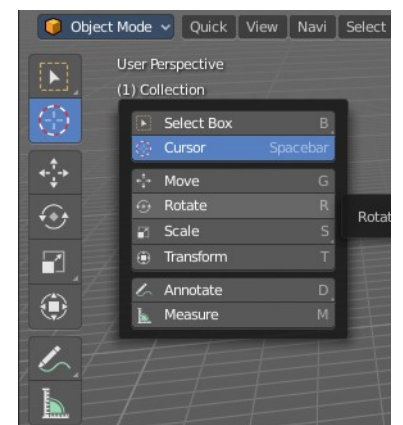 Object Mode Quick View Navi Select
User Perspective
(1) Collection
Select Box B
Cursor Spacebar
Move G
Rotate R
Scale S
Transform T
Annotate D
Measure M
Rotat